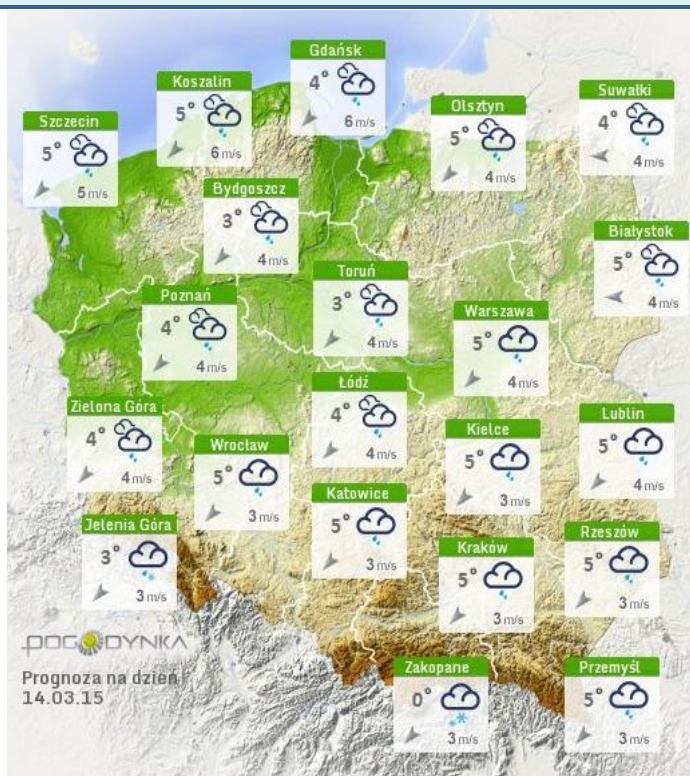 Gdańsk
4°
6 m/s
Koszalin
5°
6 m/s
Suwałki
4°
4 m/s
Olsztyn
5°
4 m/s
Szczecin
5°
5 m/s
Bydgoszcz
3°
4 m/s
Białystok
5°
4 m/s
Toruń
3°
4 m/s
Poznań
4°
4 m/s
Warszawa
5°
4 m/s
Łódź
4°
4 m/s
Zielona Góra
4°
4 m/s
Lublin
5°
4 m/s
Kielce
5°
3 m/s
Wrocław
5°
3 m/s
Katowice
5°
3 m/s
Jelenia Góra
3°
3 m/s
Rzeszów
5°
3 m/s
Kraków
5°
3 m/s
POGODYNKA
Prognoza na dzień
14.03.15
Zakopane
0°
3 m/s
Przemyśl
5°
3 m/s